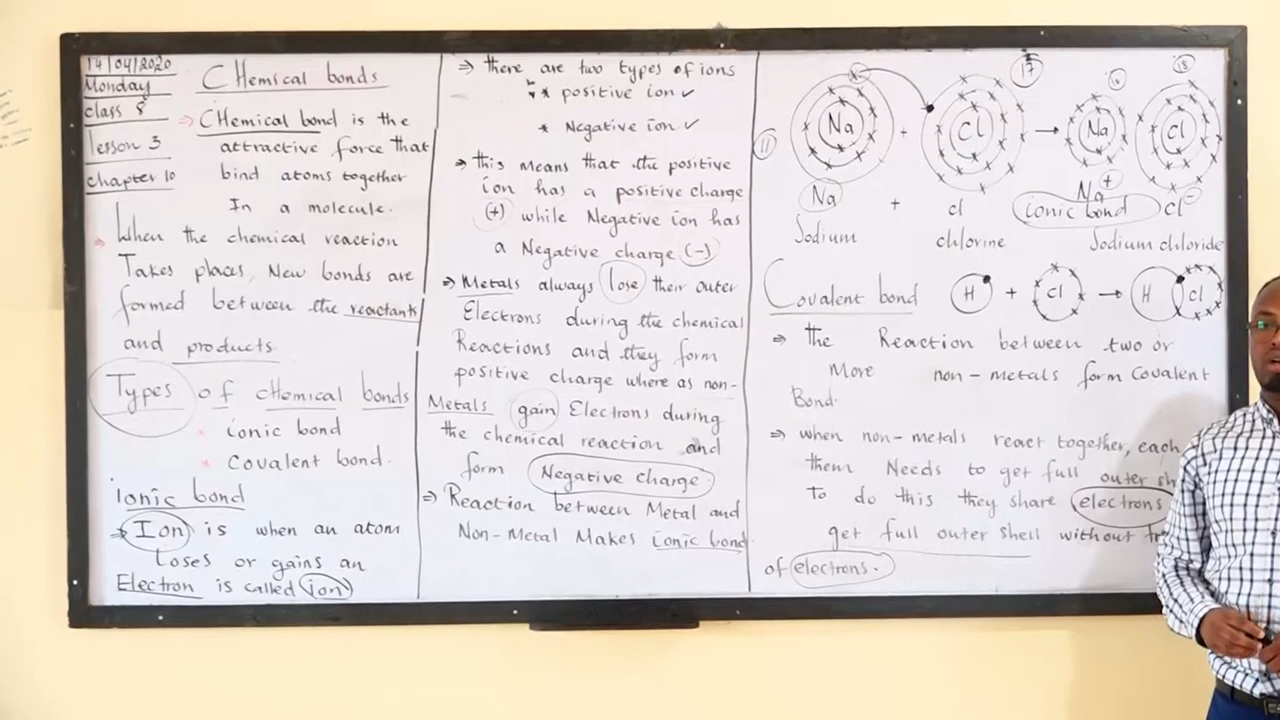 14/04/2020
Monday
class 8
lesson 3
chapter 10
CHemical bonds
⇒ CHemical bond is the
attractive force that
bind atoms together
In a molecule.
⇒ When the chemical reaction
Takes places, New bonds are
formed between the reactants
and products.
Types of cHemical bonds
* ionic bond
* Covalent bond.
Ionic bond
⇒ Ion is when an atom
Loses or gains an
Electron is called ion
⇒ there are two types of ions
* positive ion ✓
* Negative ion ✓
⇒ this means that the positive
ion has a positive charge
(+) while Negative ion has
a Negative charge (-)
⇒ Metals always lose their outer
Electrons during the chemical
Reactions and they form
positive charge where as non-
Metals gain Electrons during
the chemical reaction and
form Negative charge.
⇒ Reaction between Metal and
Non-Metal Makes ionic bond
17
18
11
Na + Cl → Na Cl
Na + cl Na+ Cl-
ionic bond
Sodium chlorine Sodium chloride
Covalent bond H + Cl → H Cl
⇒ the Reaction between two or
More non-metals form Covalent
Bond.
⇒ when non-metals react together, each
them Needs to get full outer
To do this they share electrons
get full outer shell without
of electrons.